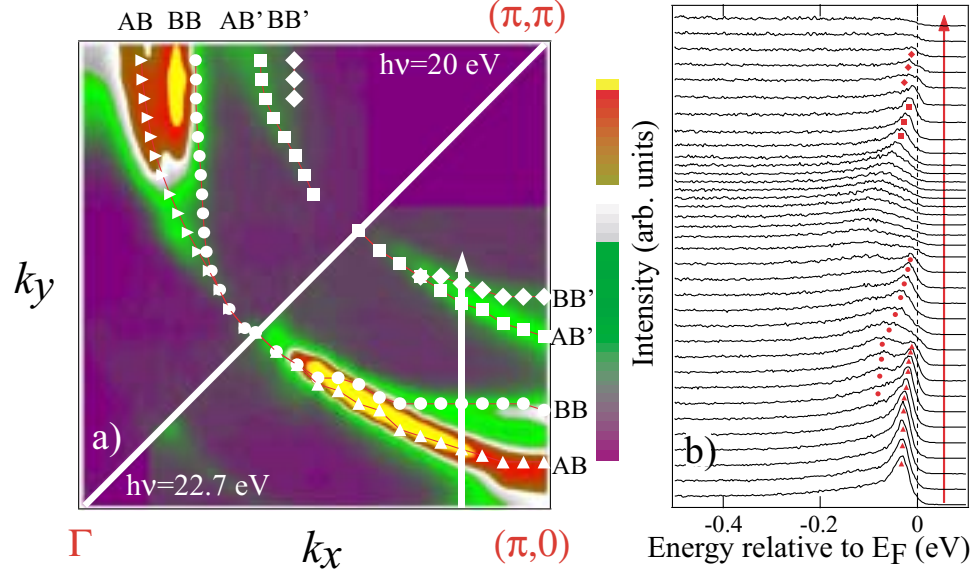 AB BB AB' BB' (π,π)
hν=20 eV
ky
Intensity (arb. units)
BB'
AB'
BB
AB
a)
b)
hν=22.7 eV
Γ kx (π,0)
-0.4 -0.2 0
Energy relative to EF (eV)